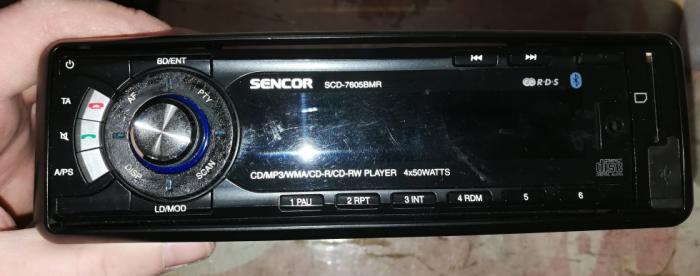 BD/ENT
TA
AF
PTY
A/PS
DISP
SCAN
LD/MOD
SENCOR SCD-7605BMR
R·D·S
CD/MP3/WMA/CD-R/CD-RW PLAYER 4x50WATTS
disc
1 PAU 2 RPT 3 INT 4 RDM 5 6